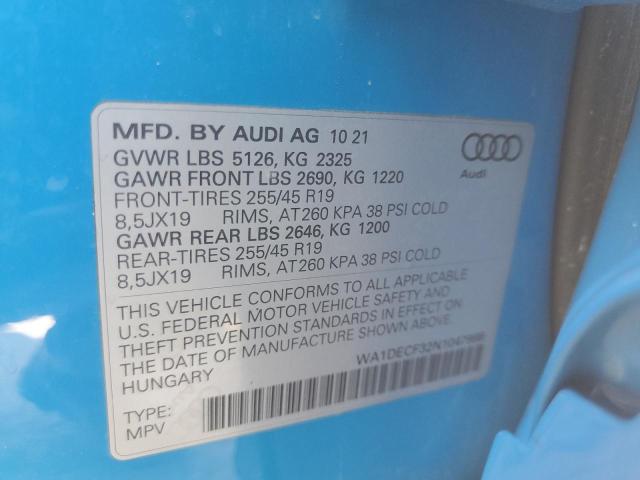 MFD. BY AUDI AG 10 21
GVWR LBS 5126, KG 2325
GAWR FRONT LBS 2690, KG 1220
FRONT-TIRES 255/45 R19
8,5JX19 RIMS, AT260 KPA 38 PSI COLD
GAWR REAR LBS 2646, KG 1200
REAR-TIRES 255/45 R19
8,5JX19 RIMS, AT260 KPA 38 PSI COLD
Audi
THIS VEHICLE CONFORMS TO ALL APPLICABLE
U.S. FEDERAL MOTOR VEHICLE SAFETY AND
THEFT PREVENTION STANDARDS IN EFFECT ON
THE DATE OF MANUFACTURE SHOWN ABOVE
HUNGARY
TYPE:
MPV